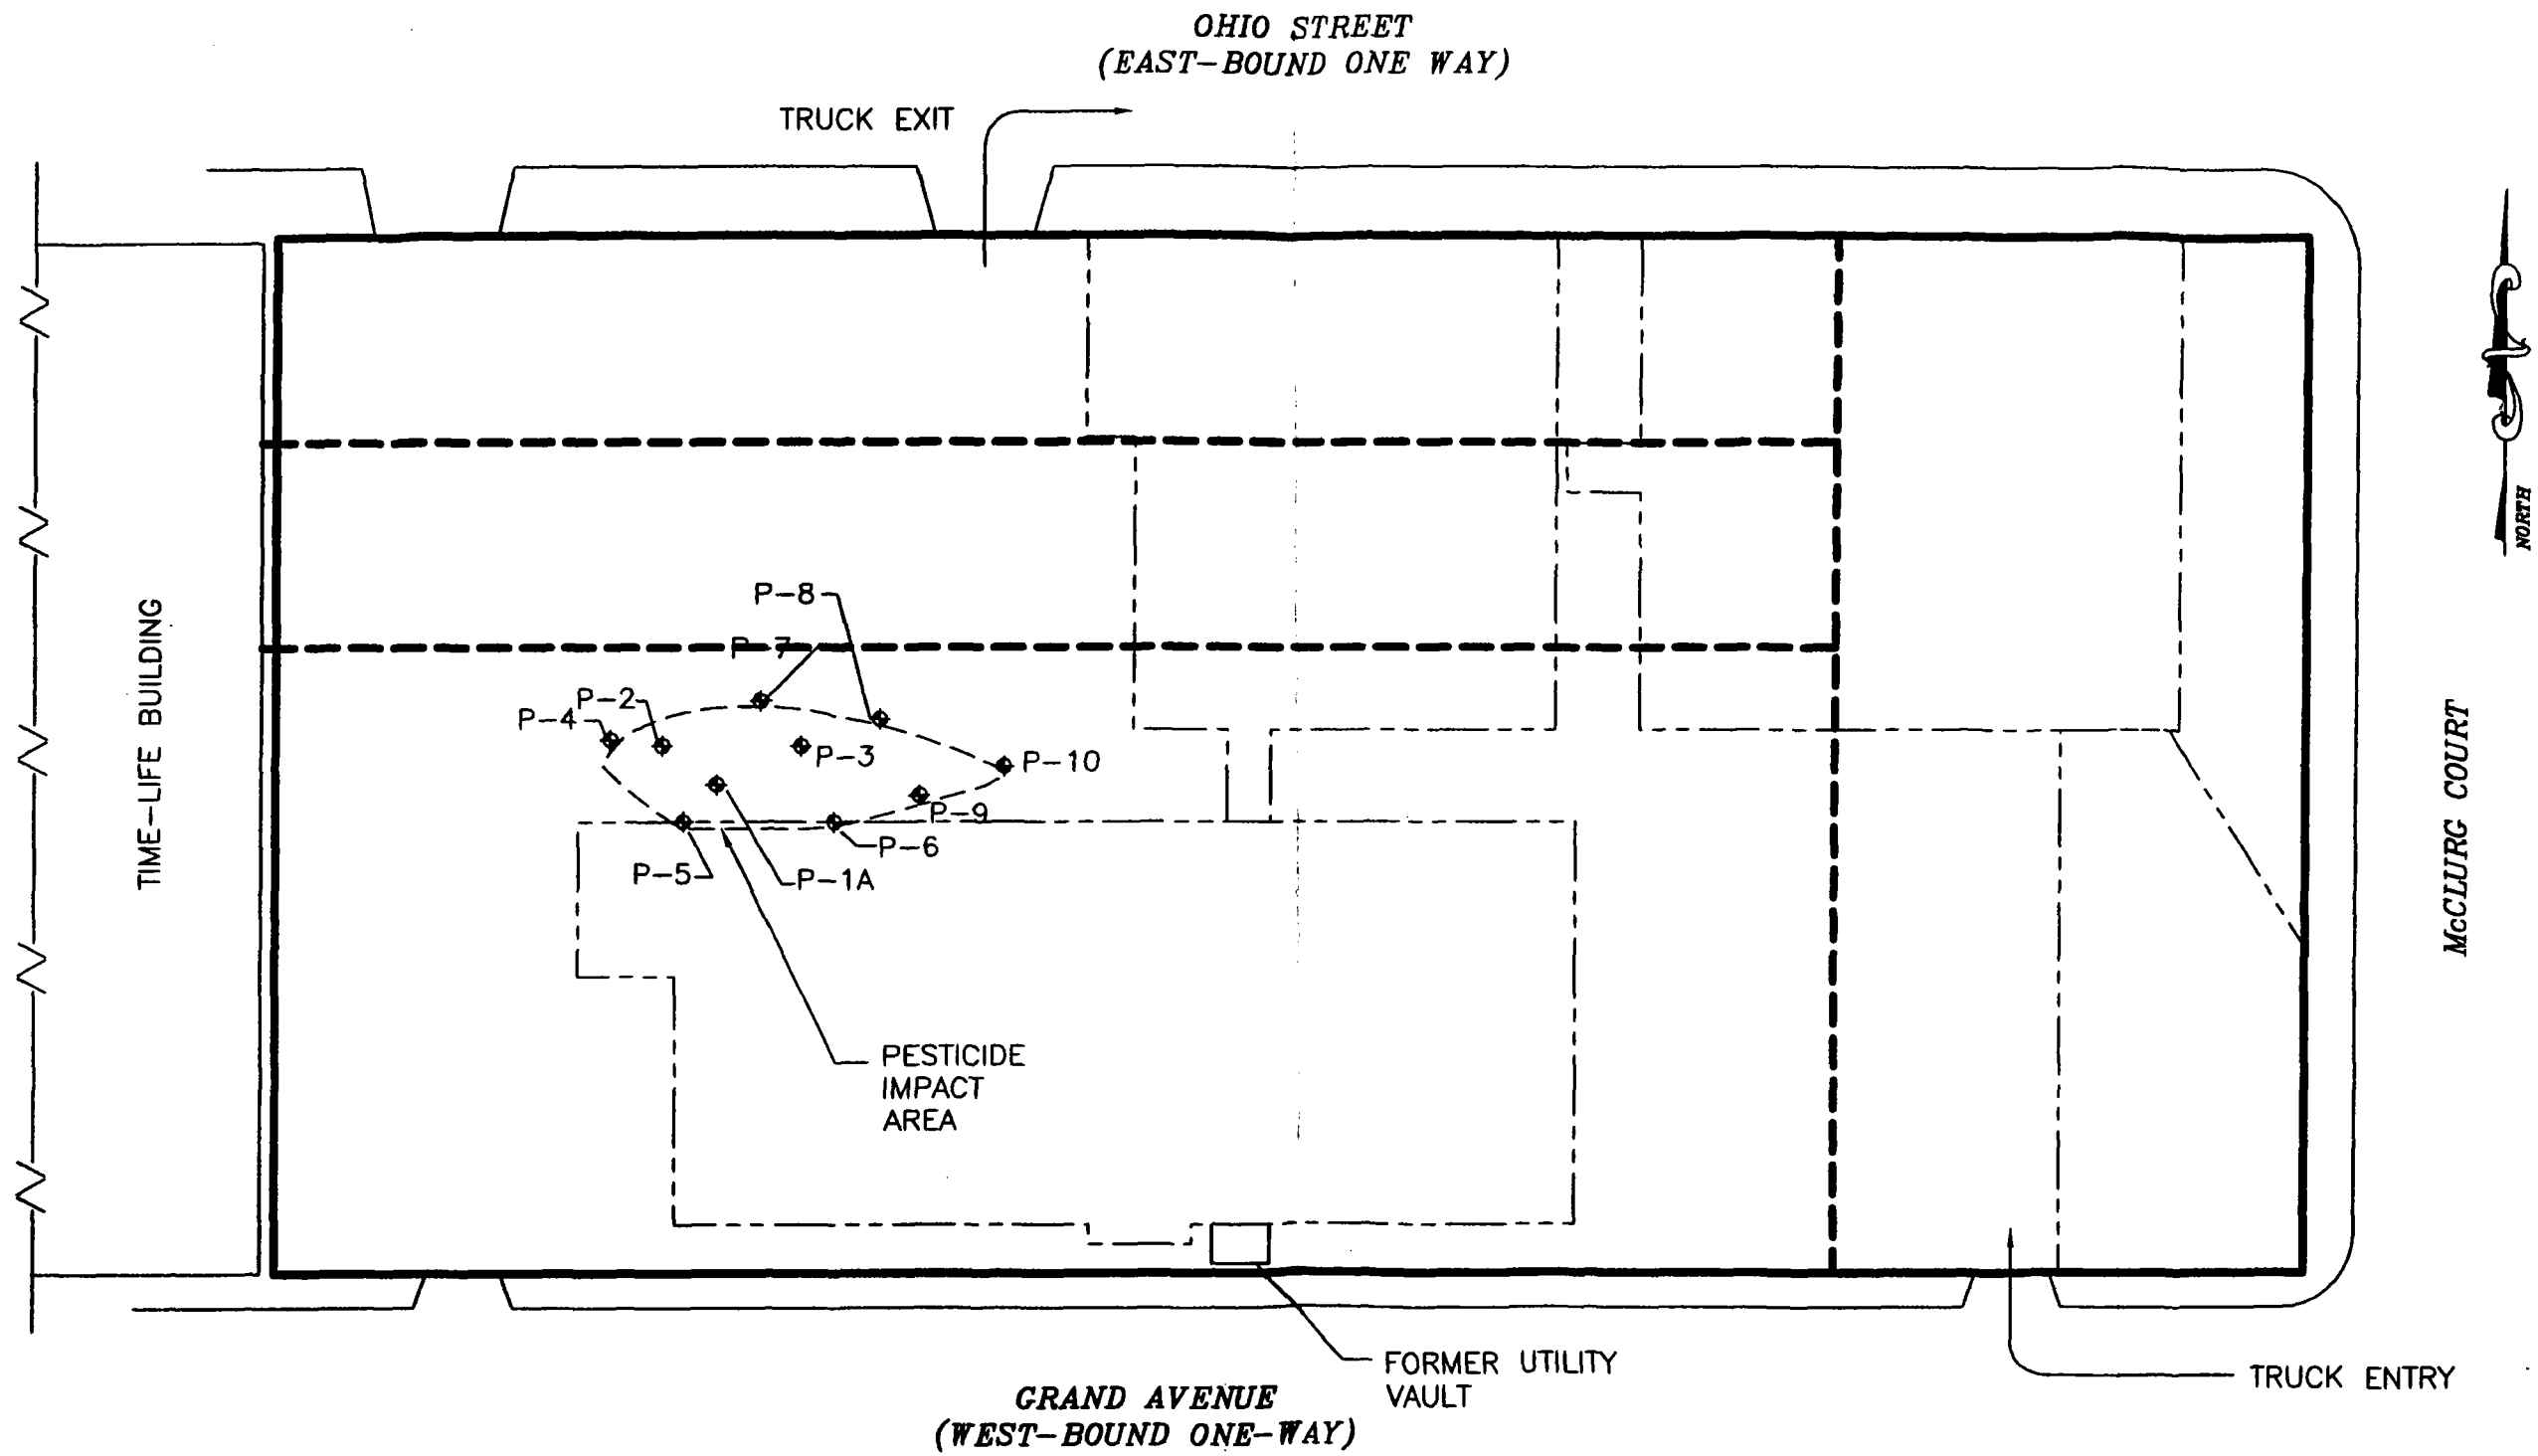 OHIO STREET
(EAST-BOUND ONE WAY)
TRUCK EXIT
NORTH
TIME-LIFE BUILDING
P-8
P-7
P-2
P-4
P-3
P-10
P-9
P-6
P-5
P-1A
McCLURG COURT
PESTICIDE
IMPACT
AREA
FORMER UTILITY
VAULT
TRUCK ENTRY
GRAND AVENUE
(WEST-BOUND ONE-WAY)